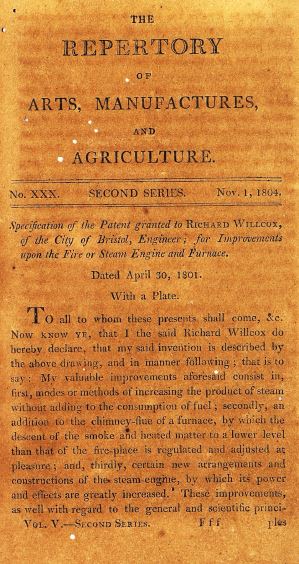 THE
REPERTORY
OF
ARTS, MANUFACTURES,
AND
AGRICULTURE.
No. XXX. SECOND SERIES. Nov. 1, 1804.
Specification of the Patent granted to RICHARD WILLCOX,
of the City of Bristol, Engineer; for Improvements
upon the Fire or Steam Engine and Furnace.
Dated April 30, 1801.
With a Plate.
TO all to whom these presents shall come, &c.
Now KNOW YE, that I the said Richard Willcox do
hereby declare, that my said invention is described by
the above drawing, and in manner following; that is to
say: My valuable improvements aforesaid consist in,
first, modes or methods of increasing the product of steam
without adding to the consumption of fuel; secondly, an
addition to the chimney-flue of a furnace, by which the
descent of the smoke and heated matter to a lower level
than that of the fire-place is regulated and adjusted at
pleasure; and, thirdly, certain new arrangements and
constructions of the steam-engine, by which its power
and effects are greatly increased. These improvements,
as well with regard to the general and scientific princi-
VOL. V.—SECOND SERIES. Fff ples